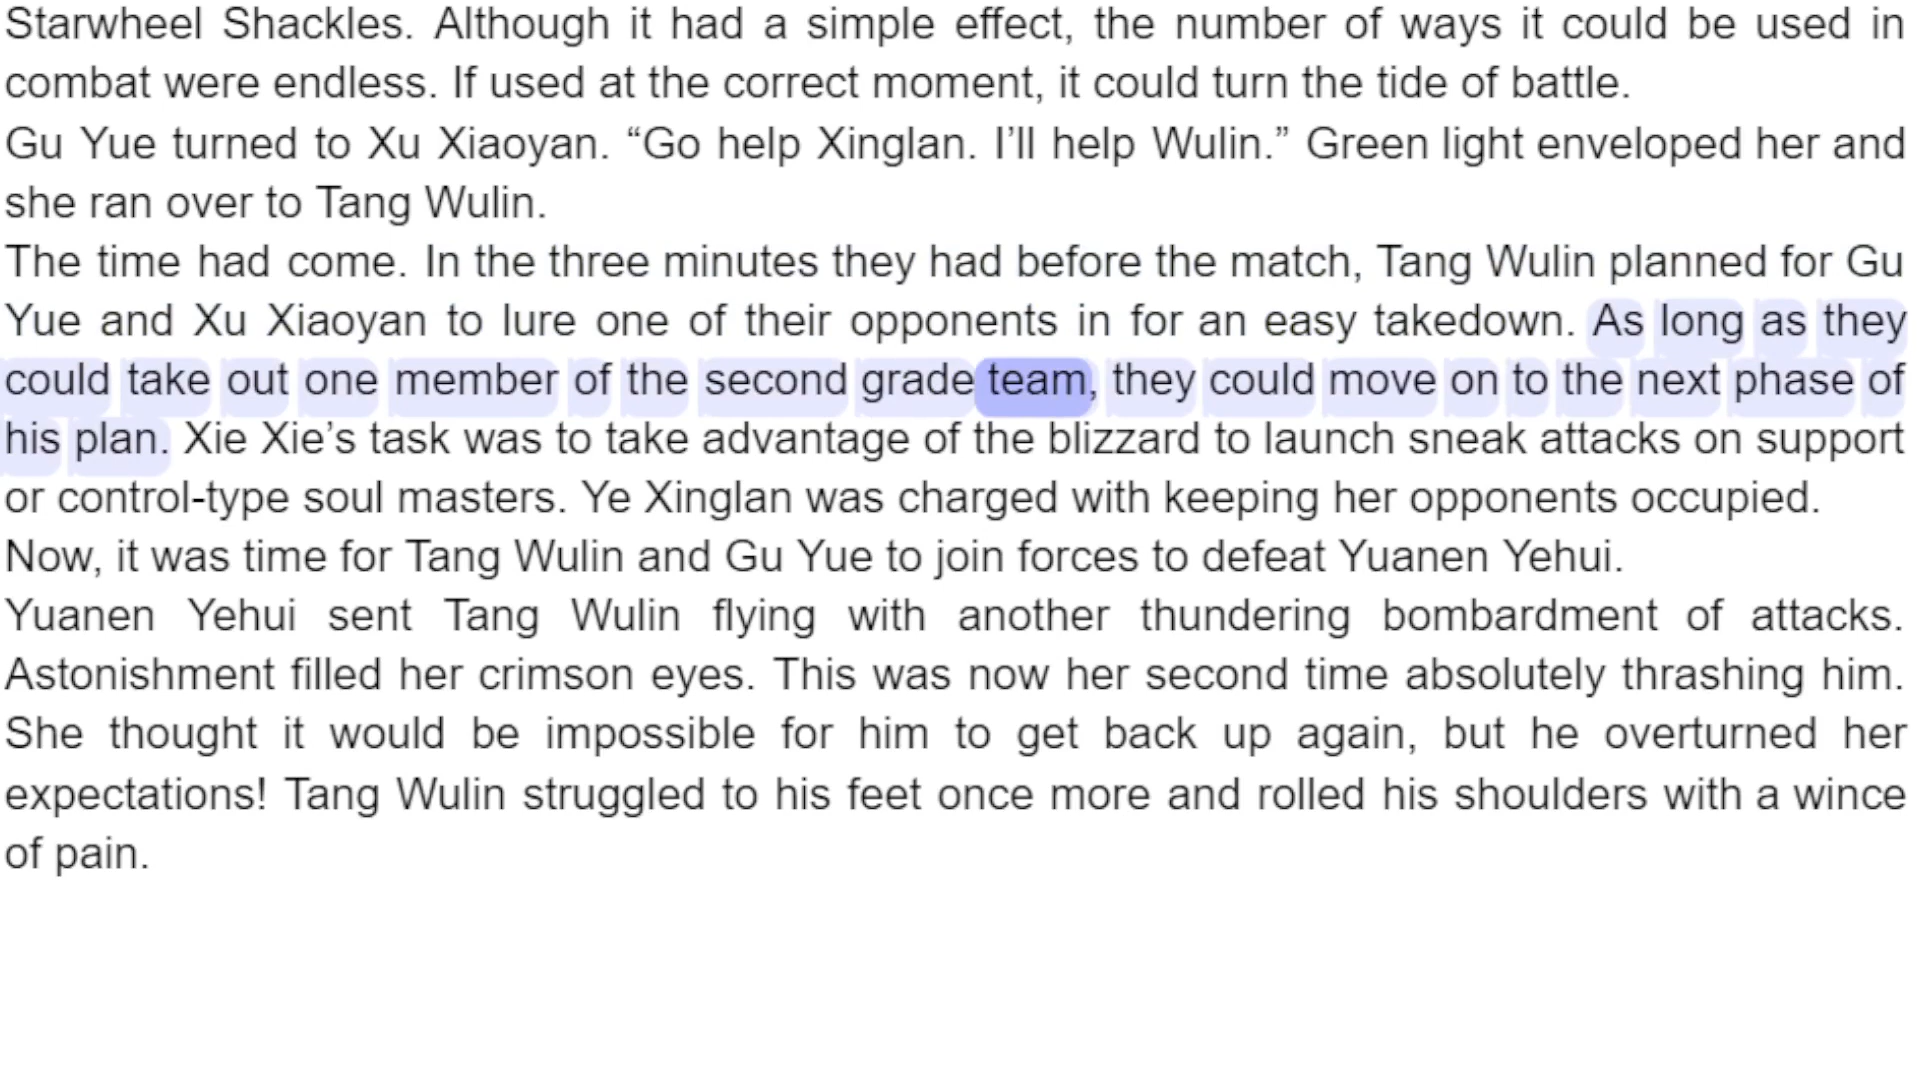 Starwheel Shackles. Although it had a simple effect, the number of ways it could be used in
combat were endless. If used at the correct moment, it could turn the tide of battle.
Gu Yue turned to Xu Xiaoyan. “Go help Xinglan. I’ll help Wulin.” Green light enveloped her and
she ran over to Tang Wulin.
The time had come. In the three minutes they had before the match, Tang Wulin planned for Gu
Yue and Xu Xiaoyan to lure one of their opponents in for an easy takedown. As long as they
could take out one member of the second grade team, they could move on to the next phase of
his plan. Xie Xie’s task was to take advantage of the blizzard to launch sneak attacks on support
or control-type soul masters. Ye Xinglan was charged with keeping her opponents occupied.
Now, it was time for Tang Wulin and Gu Yue to join forces to defeat Yuanen Yehui.
Yuanen Yehui sent Tang Wulin flying with another thundering bombardment of attacks.
Astonishment filled her crimson eyes. This was now her second time absolutely thrashing him.
She thought it would be impossible for him to get back up again, but he overturned her
expectations! Tang Wulin struggled to his feet once more and rolled his shoulders with a wince
of pain.